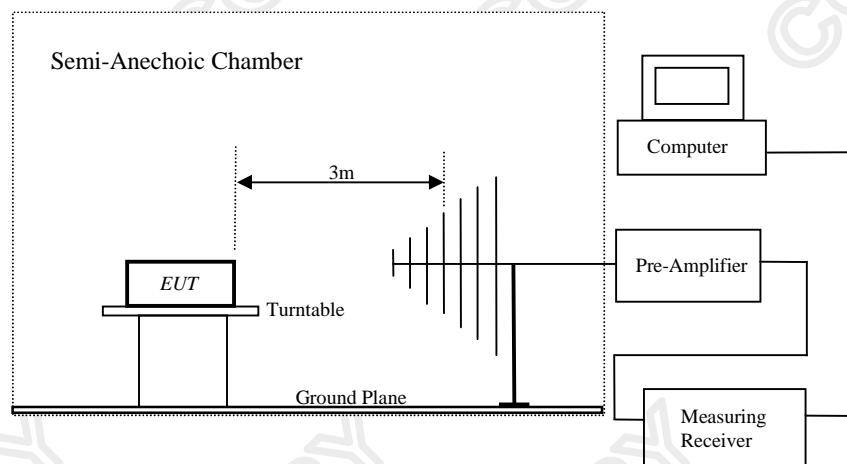 Semi-Anechoic Chamber
Computer
3m
Pre-Amplifier
EUT
Turntable
Ground Plane
Measuring
Receiver